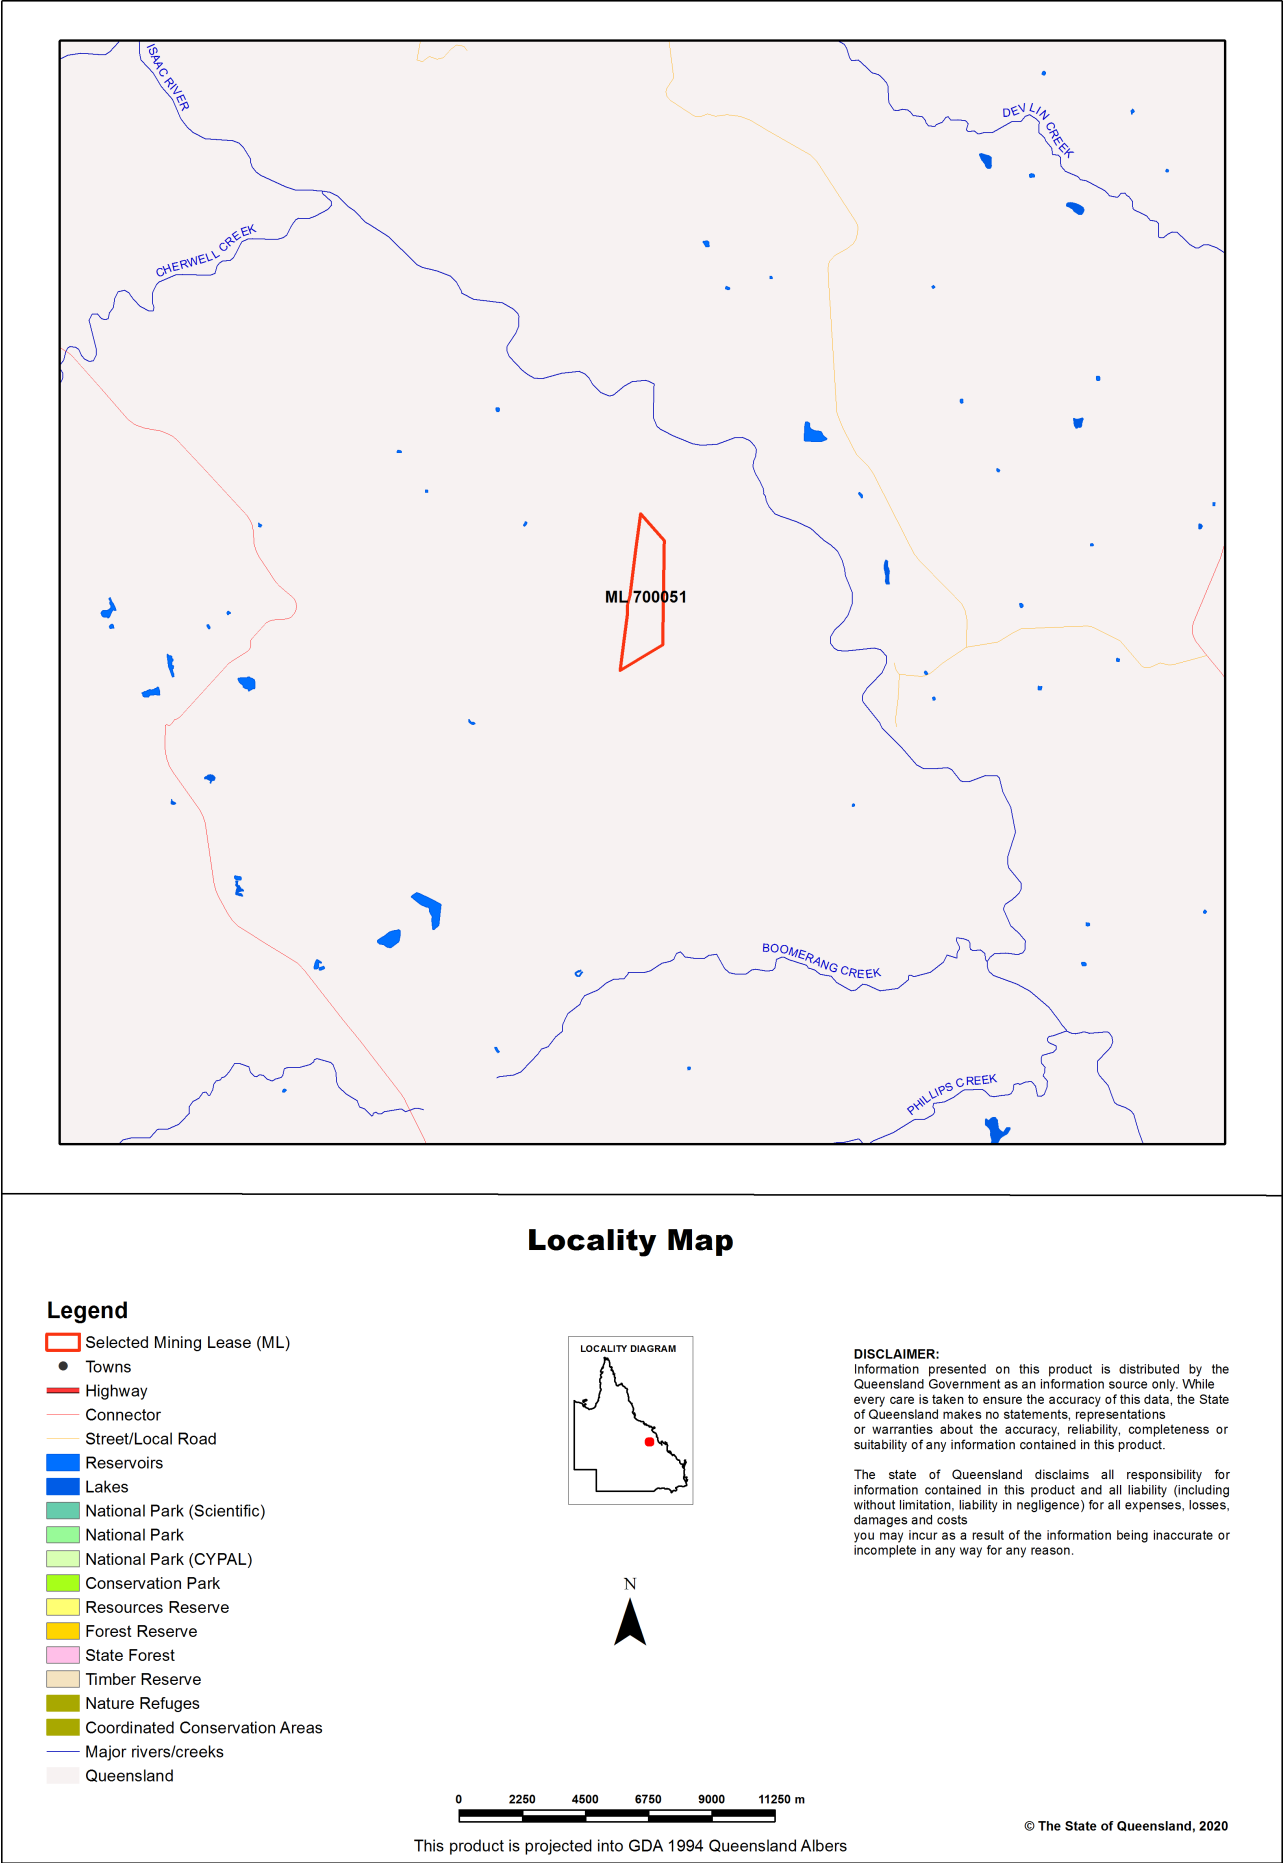 ISAAC RIVER
DEVLIN CREEK
CHERWELL CREEK
ML 700051
BOOMERANG CREEK
PHILLIPS CREEK
Locality Map
Legend
Selected Mining Lease (ML)
Towns
Highway
Connector
Street/Local Road
Reservoirs
Lakes
National Park (Scientific)
National Park
National Park (CYPAL)
Conservation Park
Resources Reserve
Forest Reserve
State Forest
Timber Reserve
Nature Refuges
Coordinated Conservation Areas
Major rivers/creeks
Queensland
LOCALITY DIAGRAM
N
DISCLAIMER:
Information presented on this product is distributed by the
Queensland Government as an information source only. While
every care is taken to ensure the accuracy of this data, the State
of Queensland makes no statements, representations
or warranties about the accuracy, reliability, completeness or
suitability of any information contained in this product.
The state of Queensland disclaims all responsibility for
information contained in this product and all liability (including
without limitation, liability in negligence) for all expenses, losses,
damages and costs
you may incur as a result of the information being inaccurate or
incomplete in any way for any reason.
0 2250 4500 6750 9000 11250 m
This product is projected into GDA 1994 Queensland Albers
© The State of Queensland, 2020